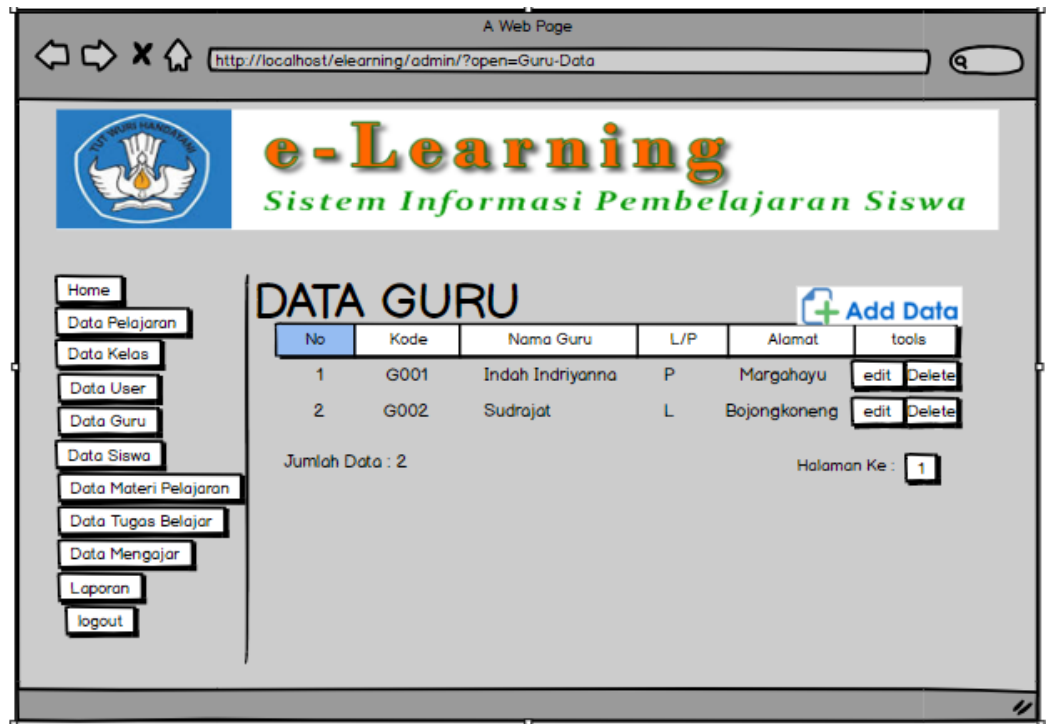 A Web Page
http://localhost/elearning/admin/?open=Guru-Data
TUT WURI HANDAYANI
e-Learning
Sistem Informasi Pembelajaran Siswa
Home
Data Pelajaran
Data Kelas
Data User
Data Guru
Data Siswa
Data Materi Pelajaran
Data Tugas Belajar
Data Mengajar
Laporan
logout
DATA GURU
Add Data
No Kode Nama Guru L/P Alamat tools
1 G001 Indah Indriyanna P Margahayu edit Delete
2 G002 Sudrajat L Bojongkoneng edit Delete
Jumlah Data : 2 Halaman Ke : 1